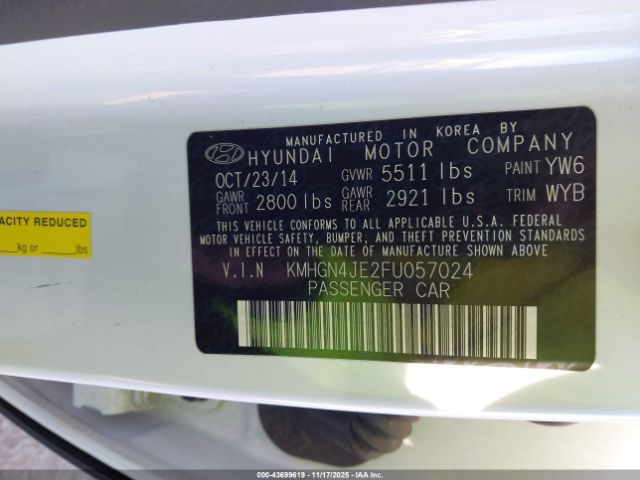 MANUFACTURED IN KOREA BY
HYUNDAI MOTOR COMPANY
OCT/23/14 GVWR 5511 lbs PAINT YW6
GAWR FRONT 2800 lbs GAWR REAR 2921 lbs TRIM WYB
THIS VEHICLE CONFORMS TO ALL APPLICABLE U.S.A. FEDERAL
MOTOR VEHICLE SAFETY, BUMPER, AND THEFT PREVENTION STANDARDS
IN EFFECT ON THE DATE OF MANUFACTURE SHOWN ABOVE
V.I.N KMHGN4JE2FU057024
PASSENGER CAR
ACITY REDUCED
kg or lbs
000-43699619 | 11/17/2025 - IAA Inc. Copyright